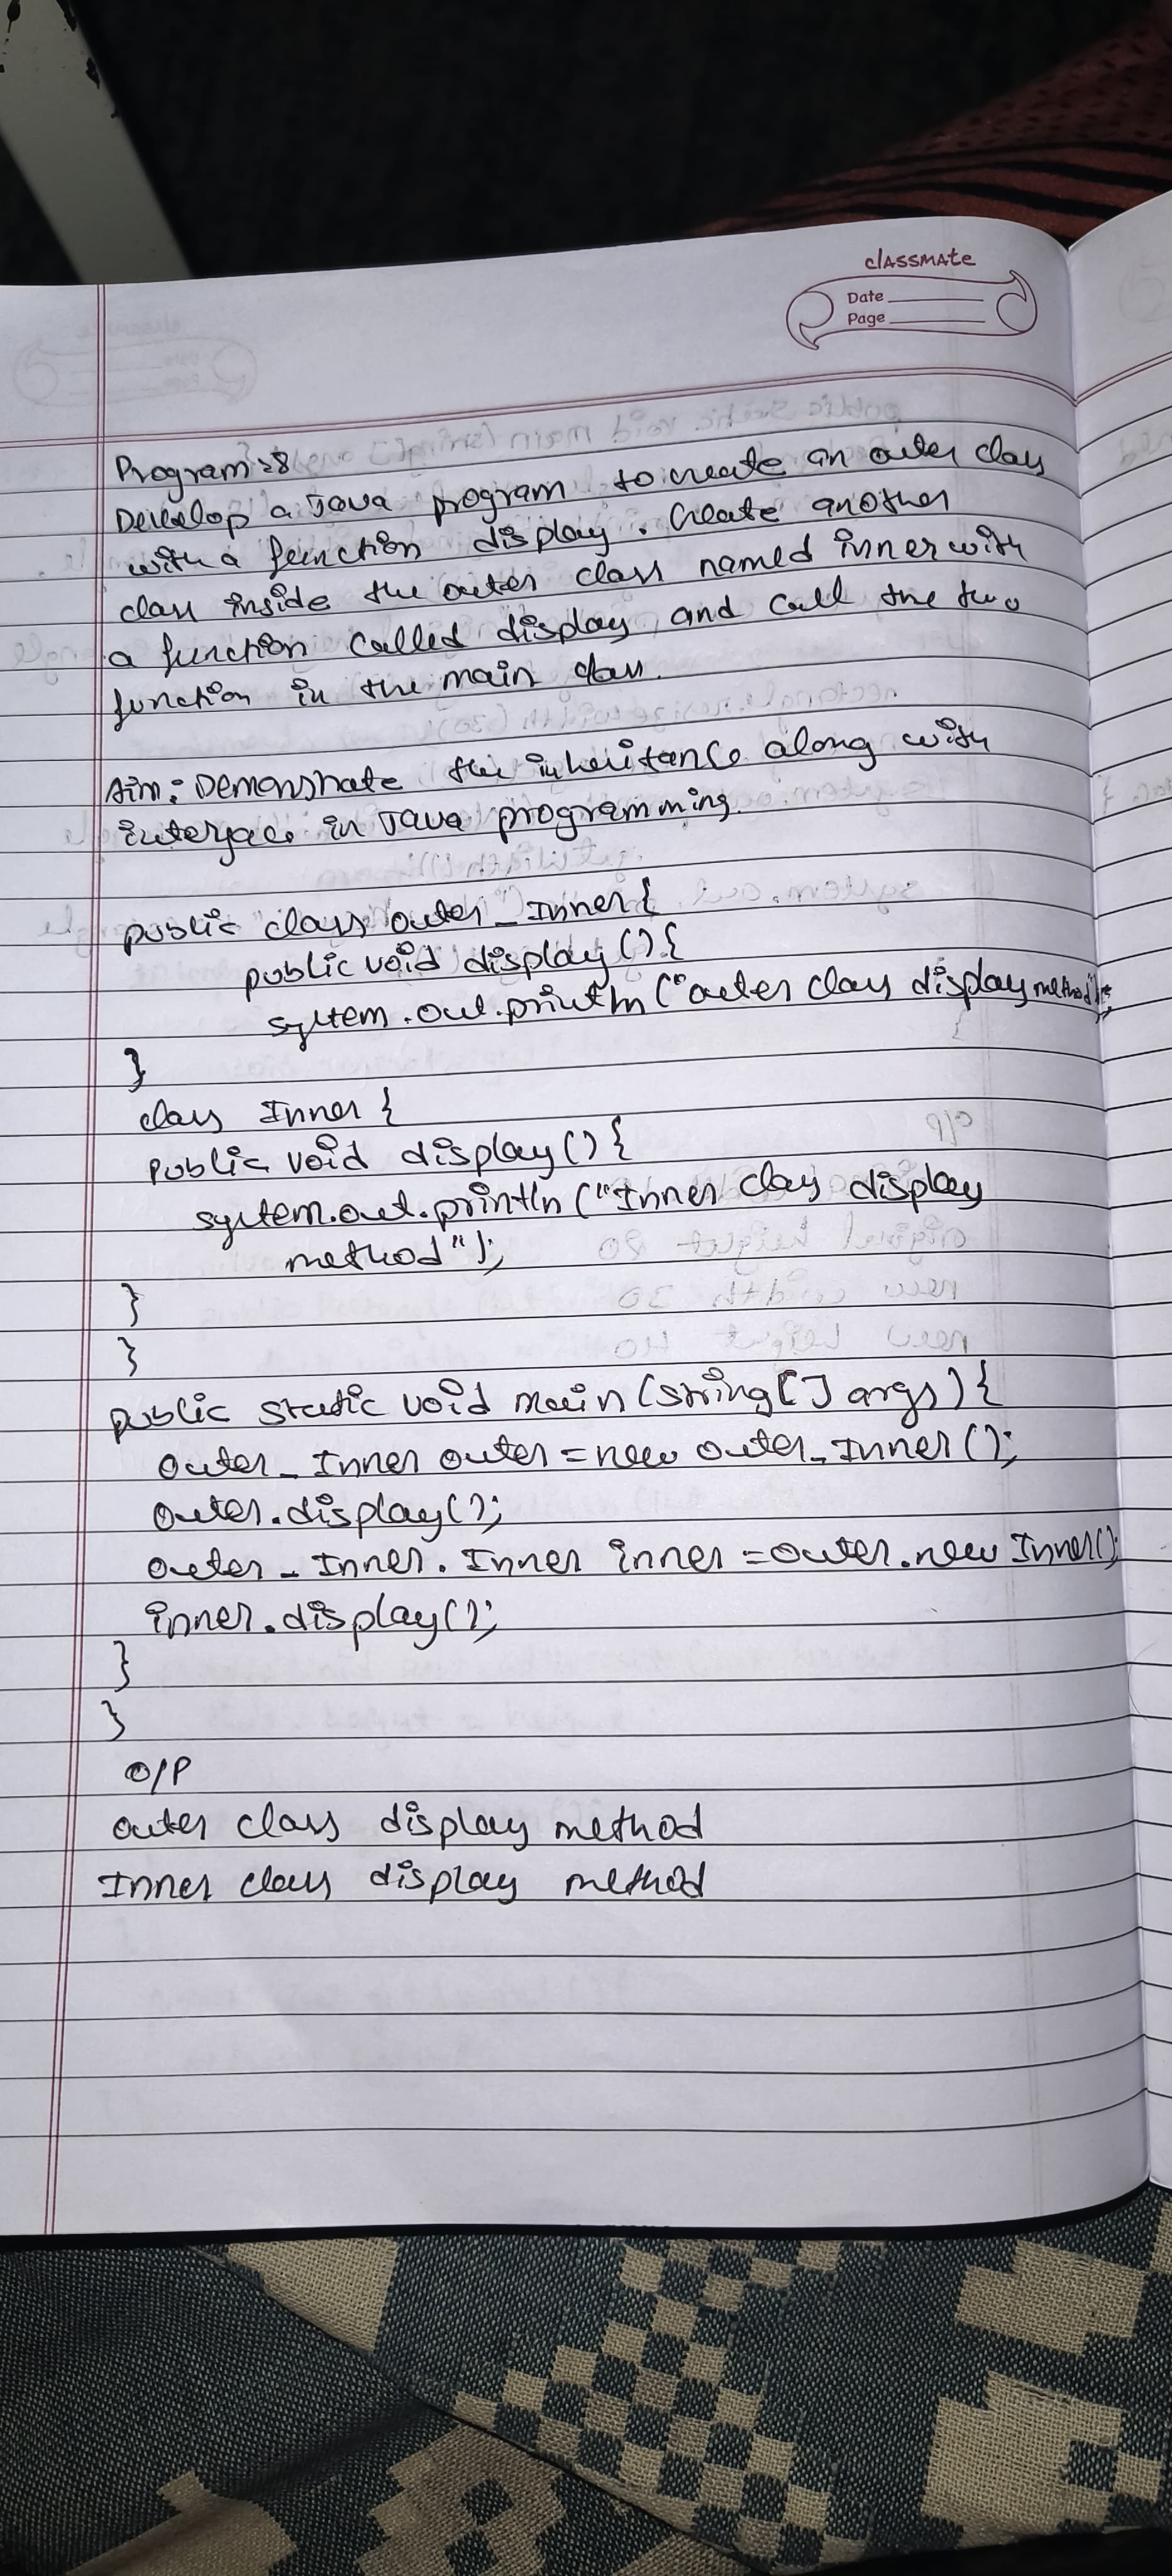 classmate
Date
Page
Program :8
Develop a Java program to create an outer class
with a function display. Create another
class inside the outer class named inner with
a function called display and call the two
function in the main class.
Aim: Demonstrate the inheritance along with
interface in Java programming.
public class outer_Inner {
public void display () {
system.out.println ("outer class display method");
}
class Inner {
public void display () {
system.out.println ("Inner class display
method");
}
}
public static void main (string [] args) {
outer_Inner outer = new outer_Inner ();
outer.display ();
outer_Inner. Inner inner = outer.new Inner();
inner.display ();
}
}
O/P
outer class display method
Inner class display method